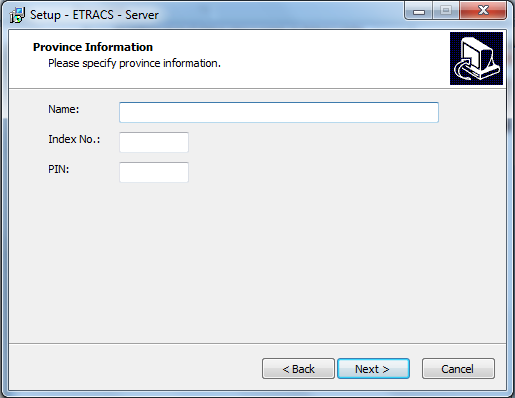 Setup - ETRACS - Server
Province Information
Please specify province information.
Name:
Index No.:
PIN:
< Back
Next >
Cancel